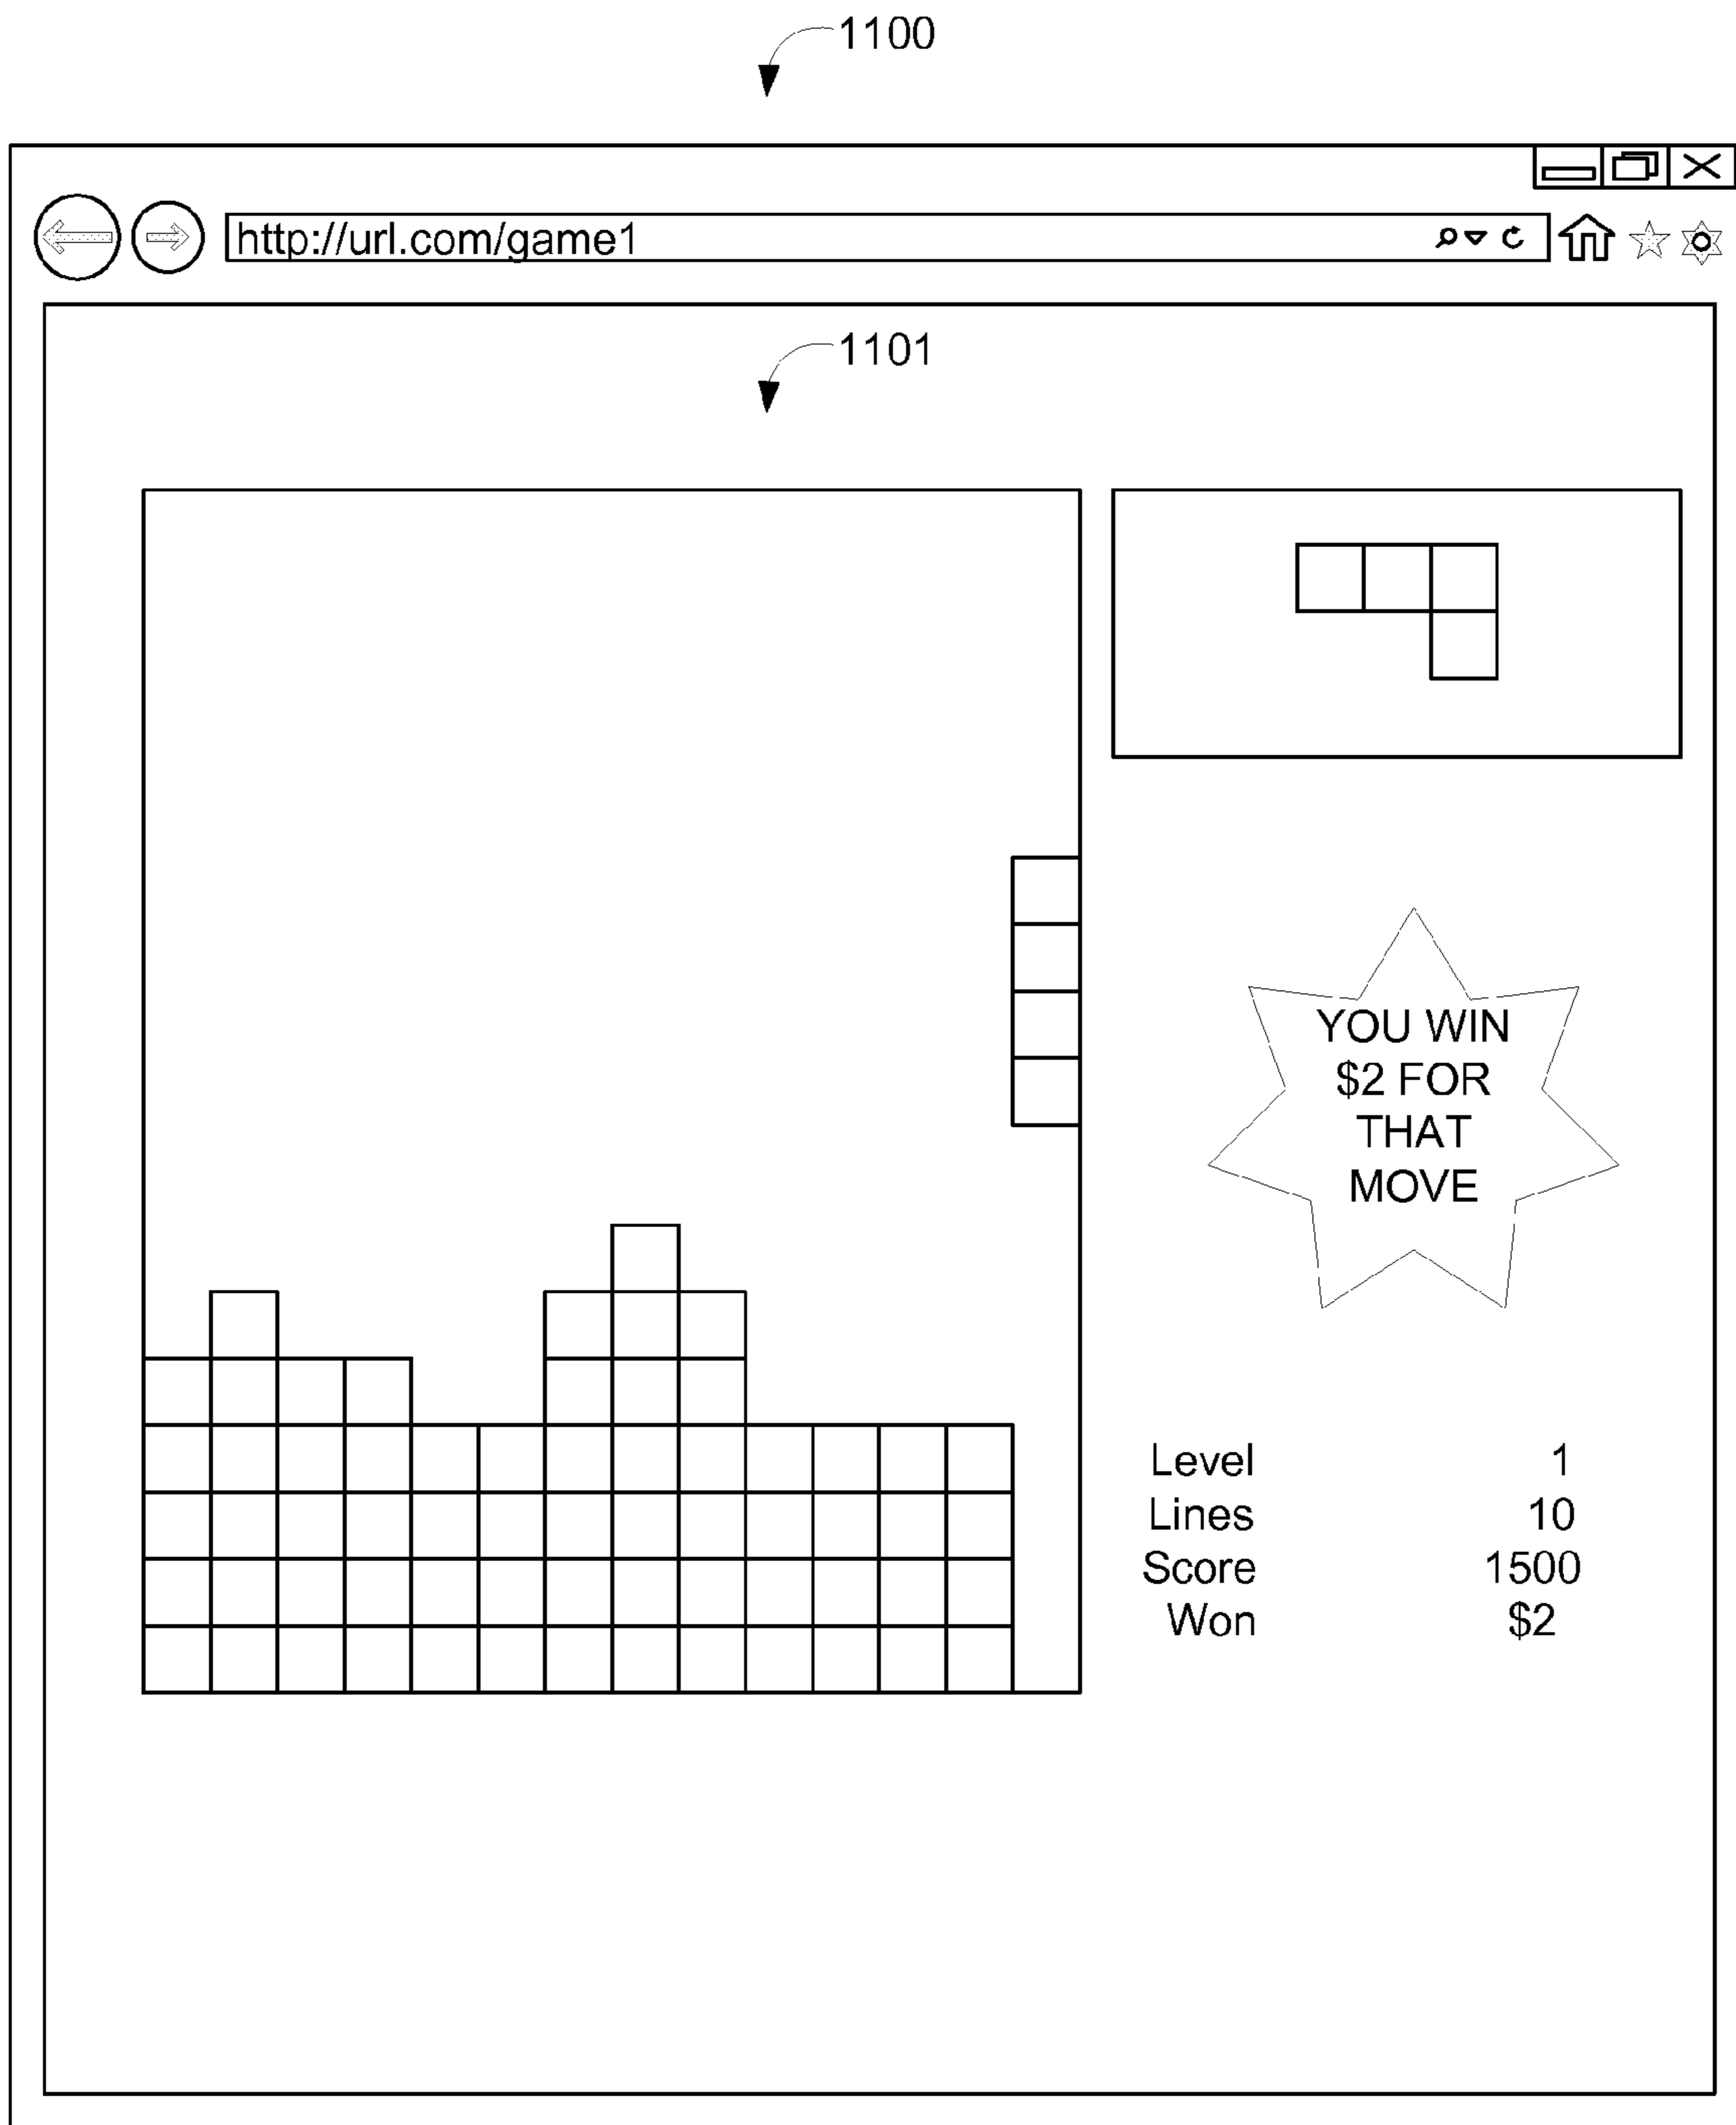 1100
http://url.com/game1
1101
YOU WIN
$2 FOR
THAT
MOVE
Level 1
Lines 10
Score 1500
Won $2